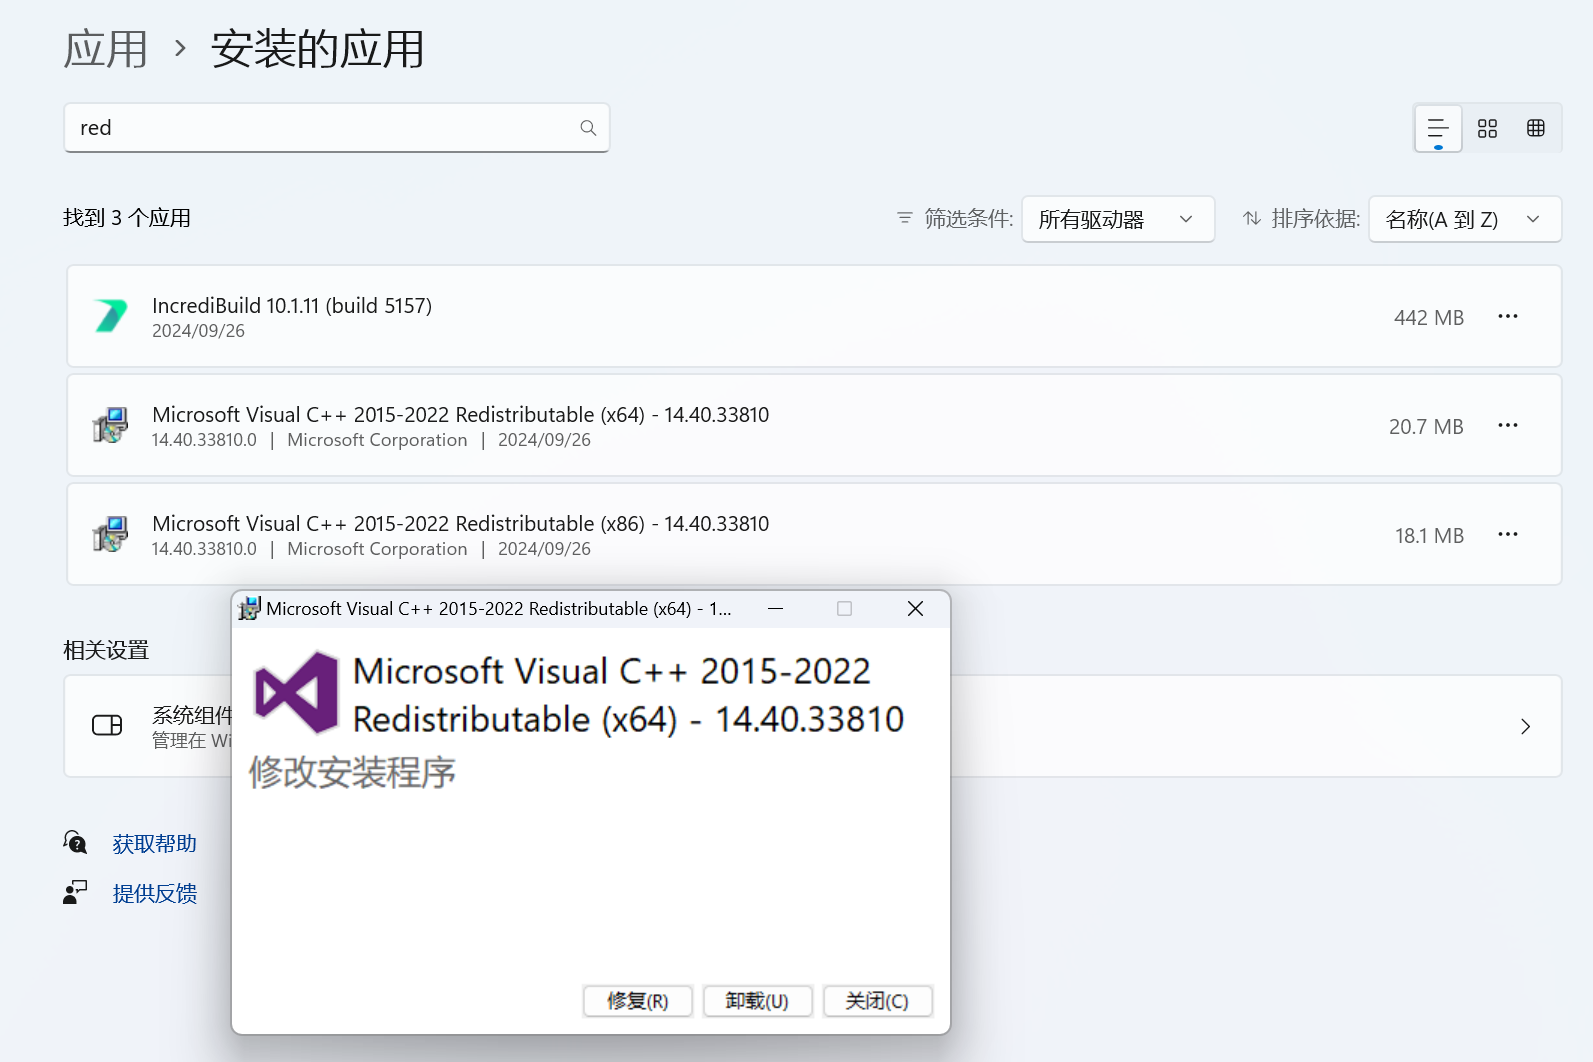 应用 › 安装的应用
red
找到 3 个应用
筛选条件: 所有驱动器
排序依据: 名称(A 到 Z)
IncrediBuild 10.1.11 (build 5157)
2024/09/26
442 MB
Microsoft Visual C++ 2015-2022 Redistributable (x64) - 14.40.33810
14.40.33810.0 | Microsoft Corporation | 2024/09/26
20.7 MB
Microsoft Visual C++ 2015-2022 Redistributable (x86) - 14.40.33810
14.40.33810.0 | Microsoft Corporation | 2024/09/26
18.1 MB
相关设置
系统组件
管理在 Wi
获取帮助
提供反馈
Microsoft Visual C++ 2015-2022 Redistributable (x64) - 1...
Microsoft Visual C++ 2015-2022
Redistributable (x64) - 14.40.33810
修改安装程序
修复(R)
卸载(U)
关闭(C)